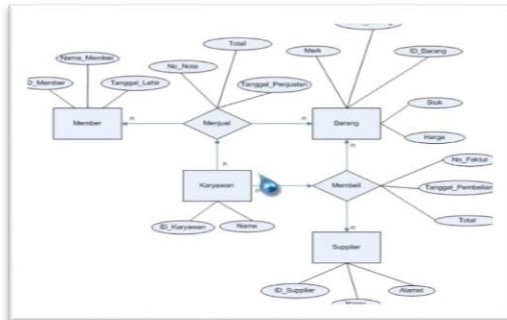 Total
Nama_Member
No_Nota
Merk
ID_Barang
D_Member
Tanggal_Lahir
Tanggal_Penjualan
Stok
Member
n
Menjual
n
Barang
Harga
n
n
No_Faktur
Karyawan
n
Membeli
Tanggal_Pembelian
ID_Karyawan
Nama
n
Total
Supplier
ID_Supplier
Alamat